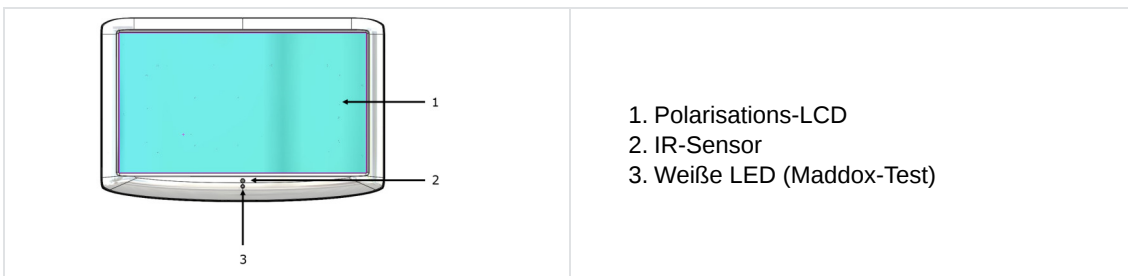 1
2
3
1. Polarisations-LCD
2. IR-Sensor
3. Weiße LED (Maddox-Test)